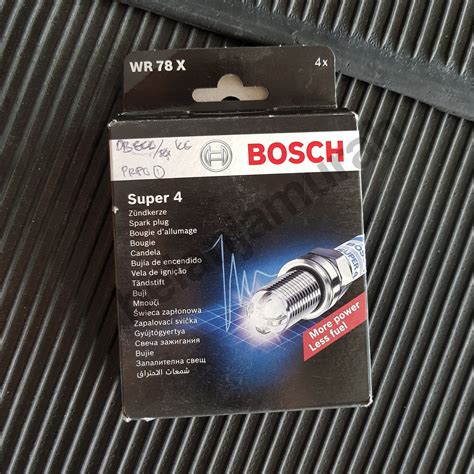 WR 78 X
4x
BOSCH
Super 4
Zündkerze
Spark plug
Bougie d'allumage
Bougie
Candela
Bujía de encendido
Vela de ignição
Tändstift
Buji
Μπουζί
Świeca zapłonowa
Zapalovací svíčka
Gyújtógyertya
Свеча зажигания
Bujie
Запалителна свещ
شمعات الاحتراق
SUPER 4
More power
Less fuel